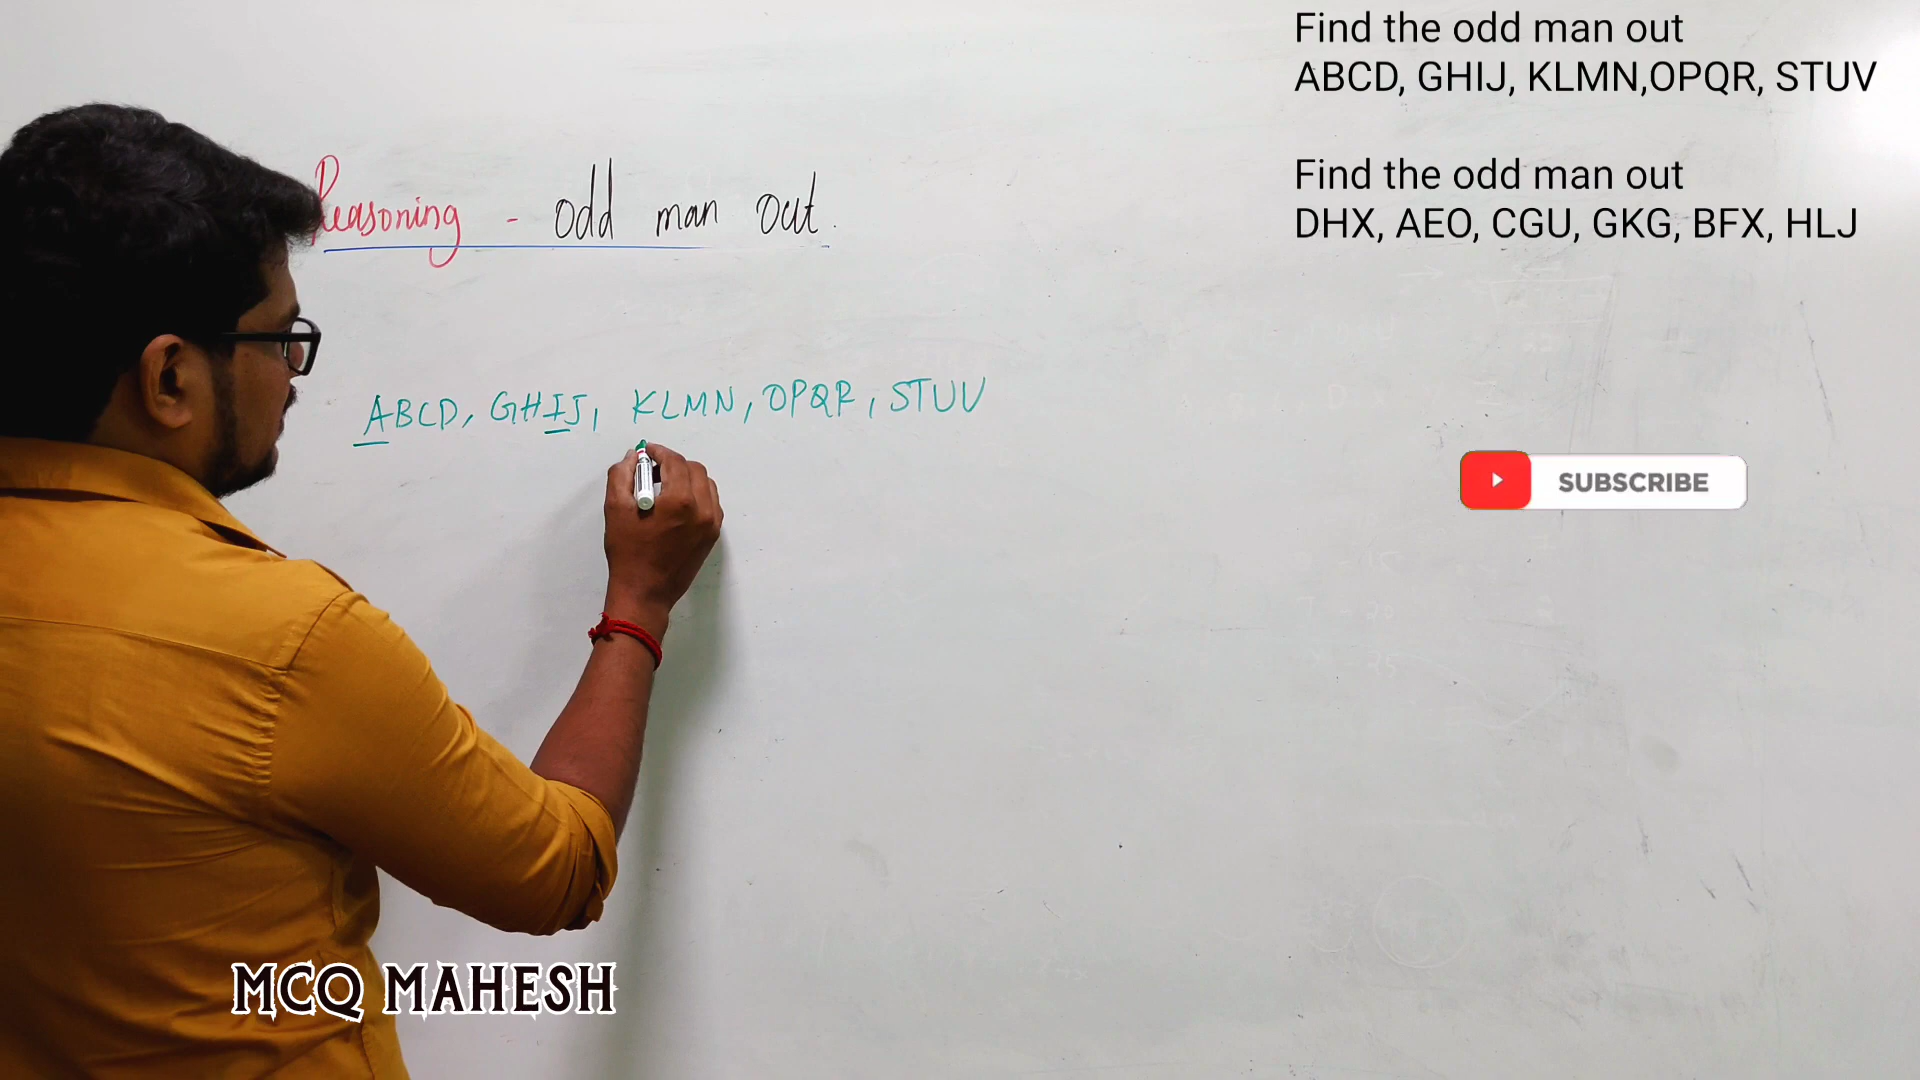 Find the odd man out
ABCD, GHIJ, KLMN,OPQR, STUV
Find the odd man out
DHX, AEO, CGU, GKG, BFX, HLJ
Reasoning - odd man out.
ABCD, GHIJ, KLMN, OPQR, STUV
SUBSCRIBE
MCQ MAHESH